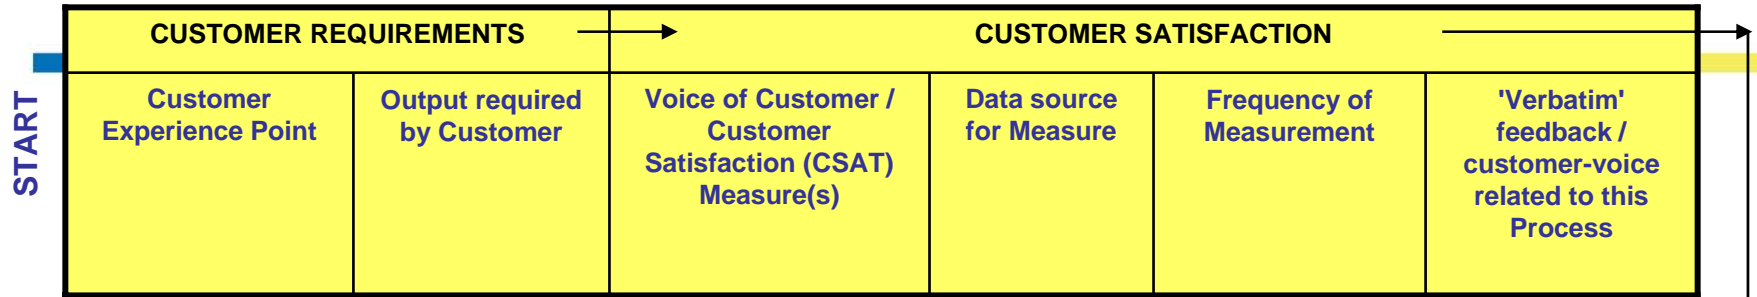 START
CUSTOMER REQUIREMENTS
CUSTOMER SATISFACTION
Customer
Experience Point
Output required
by Customer
Voice of Customer /
Customer
Satisfaction (CSAT)
Measure(s)
Data source
for Measure
Frequency of
Measurement
'Verbatim'
feedback /
customer-voice
related to this
Process